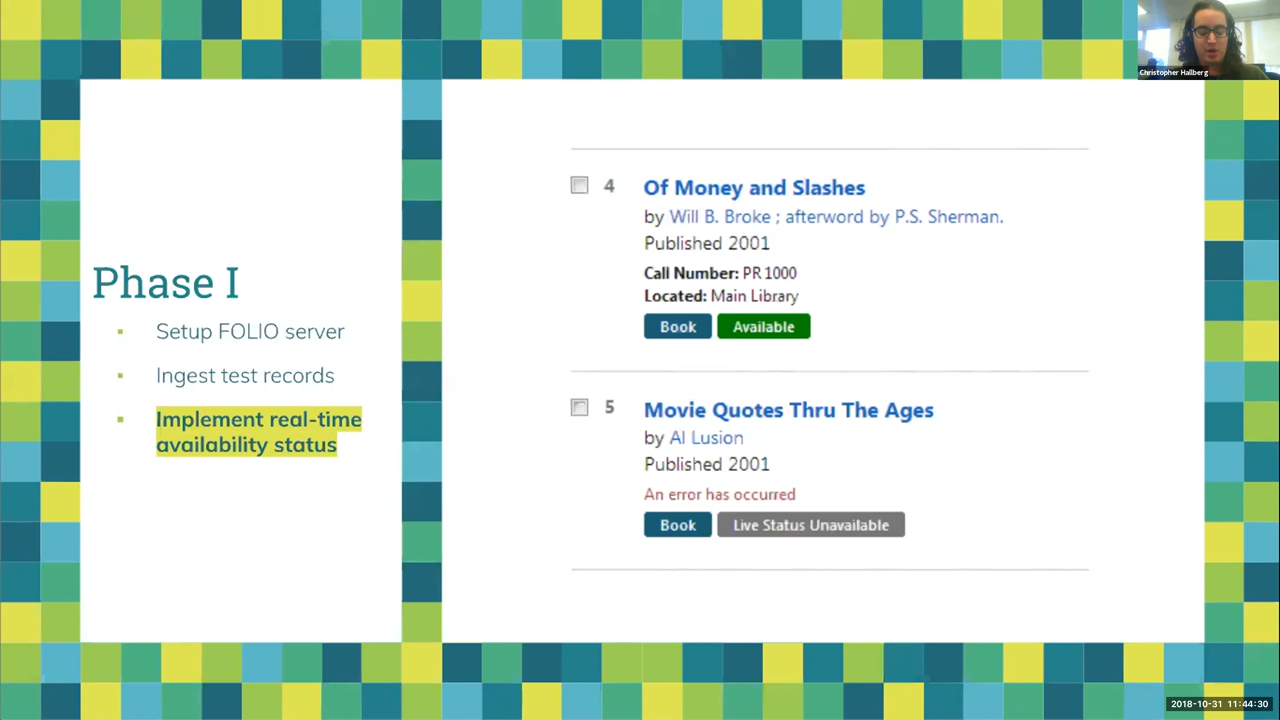 Christopher Hallberg
Phase I
Setup FOLIO server
Ingest test records
Implement real-time
availability status
4
Of Money and Slashes
by Will B. Broke ; afterword by P.S. Sherman.
Published 2001
Call Number: PR 1000
Located: Main Library
Book Available
5
Movie Quotes Thru The Ages
by Al Lusion
Published 2001
An error has occurred
Book Live Status Unavailable
2018-10-31 11:44:30